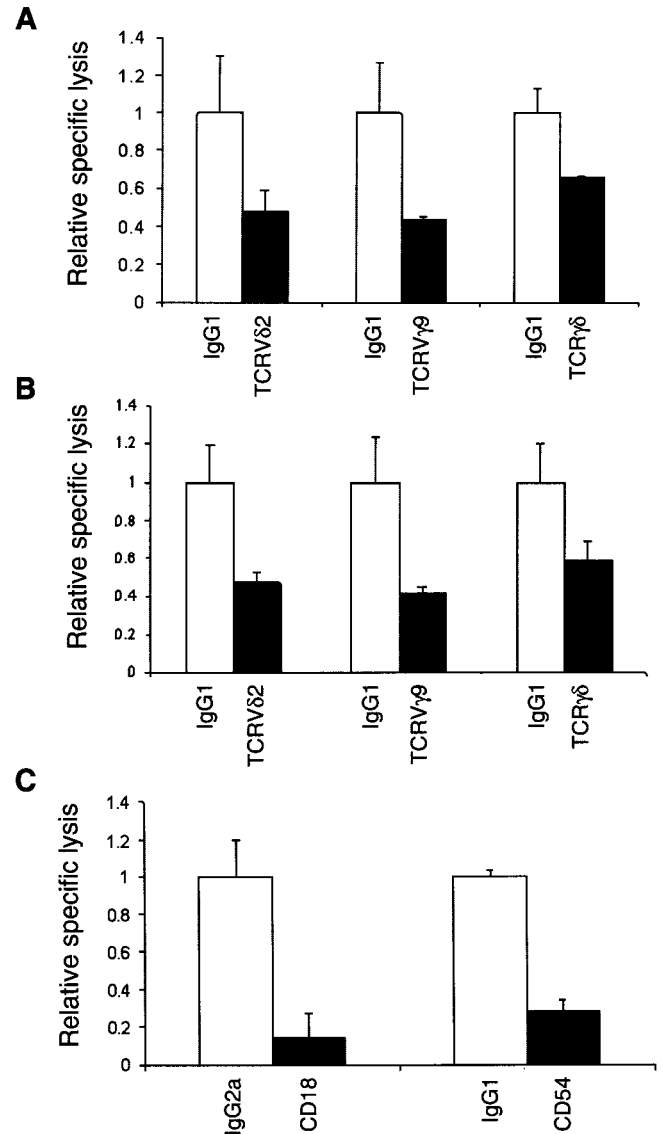 A
Relative specific lysis
1.4
1.2
1
0.8
0.6
0.4
0.2
0
IgG1
TCRVδ2
IgG1
TCRVγ9
IgG1
TCRγδ
B
Relative specific lysis
1.4
1.2
1
0.8
0.6
0.4
0.2
0
IgG1
TCRVδ2
IgG1
TCRVγ9
IgG1
TCRγδ
C
Relative specific lysis
1.4
1.2
1
0.8
0.6
0.4
0.2
0
IgG2a
CD18
IgG1
CD54